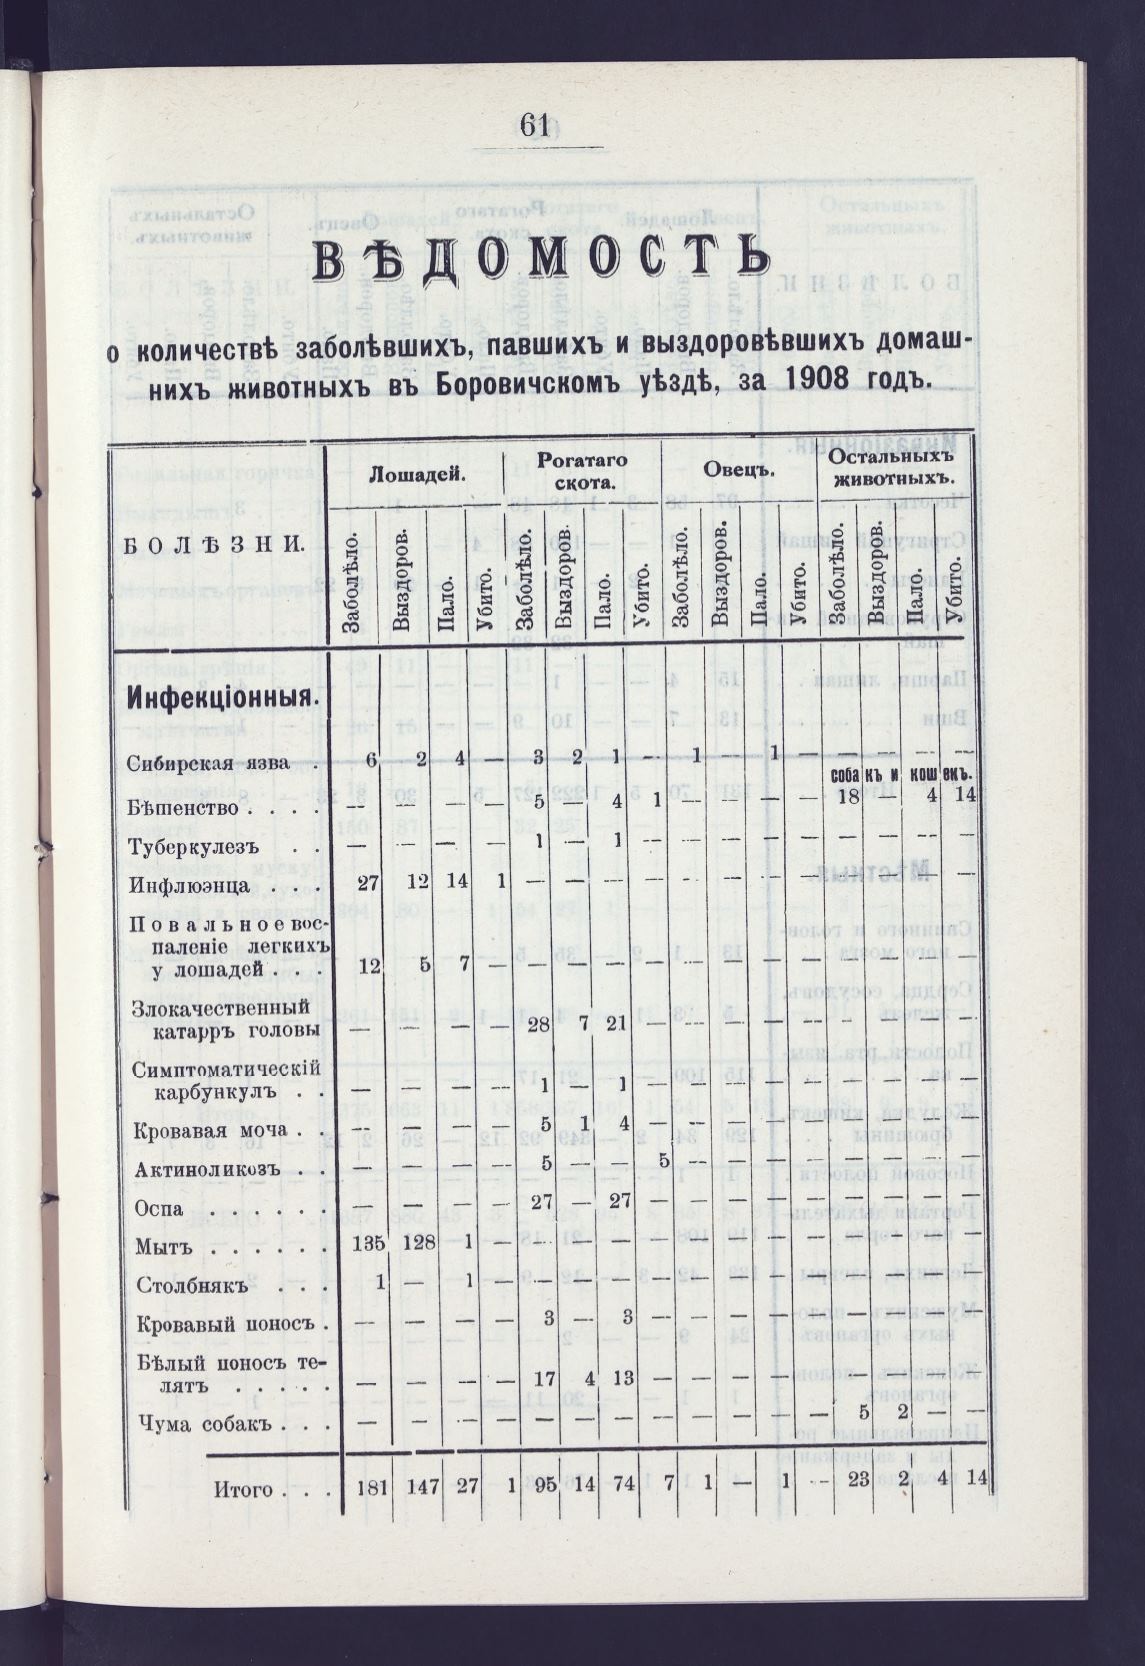 61
ВѢДОМОСТЬ
о количествѣ заболѣвшихъ, павшихъ и выздоровѣвшихъ домаш-
нихъ животныхъ въ Боровичскомъ уѣздѣ, за 1908 годъ.
БОЛѢЗНИ. Лошадей. Рогатаго скота. Овецъ. Остальныхъ животныхъ.
Заболѣло. Выздоров. Пало. Убито. Заболѣло. Выздоров. Пало. Убито. Заболѣло. Выздоров. Пало. Убито. Заболѣло. Выздоров. Пало. Убито.
Инфекціонныя.
Сибирская язва . 6 2 4 — 3 2 1 — 1 — 1 — — — — —
собакъ и кошекъ.
Бѣшенство . . . . — — — — 5 — 4 1 — — — — 18 — 4 14
Туберкулезъ . . — — — — 1 — 1 — — — — — — — — —
Инфлюэнца . . . 27 12 14 1 — — — — — — — — — — — —
Повальное вос-
паленіе легкихъ
у лошадей . . . 12 5 7 — — — — — — — — — — — — —
Злокачественный
катарръ головы — — — — 28 7 21 — — — — — — — — —
Симптоматическій
карбункулъ . . — — — — 1 — 1 — — — — — — — — —
Кровавая моча . . — — — — 5 1 4 — — — — — — — — —
Актиноликозъ . . — — — — 5 — — 5 — — — — — — — —
Оспа . . . . . . — — — — 27 — 27 — — — — — — — — —
Мытъ . . . . . . 135 128 1 — — — — — — — — — — — — —
Столбнякъ . . . 1 — 1 — — — — — — — — — — — — —
Кровавый поносъ . — — — — 3 — 3 — — — — — — — — —
Бѣлый поносъ те-
лятъ . . . . . — — — — 17 4 13 — — — — — — — — —
Чума собакъ . . . — — — — — — — — — — — — 5 2 — —
Итого . . . 181 147 27 1 95 14 74 7 1 — 1 — 23 2 4 14